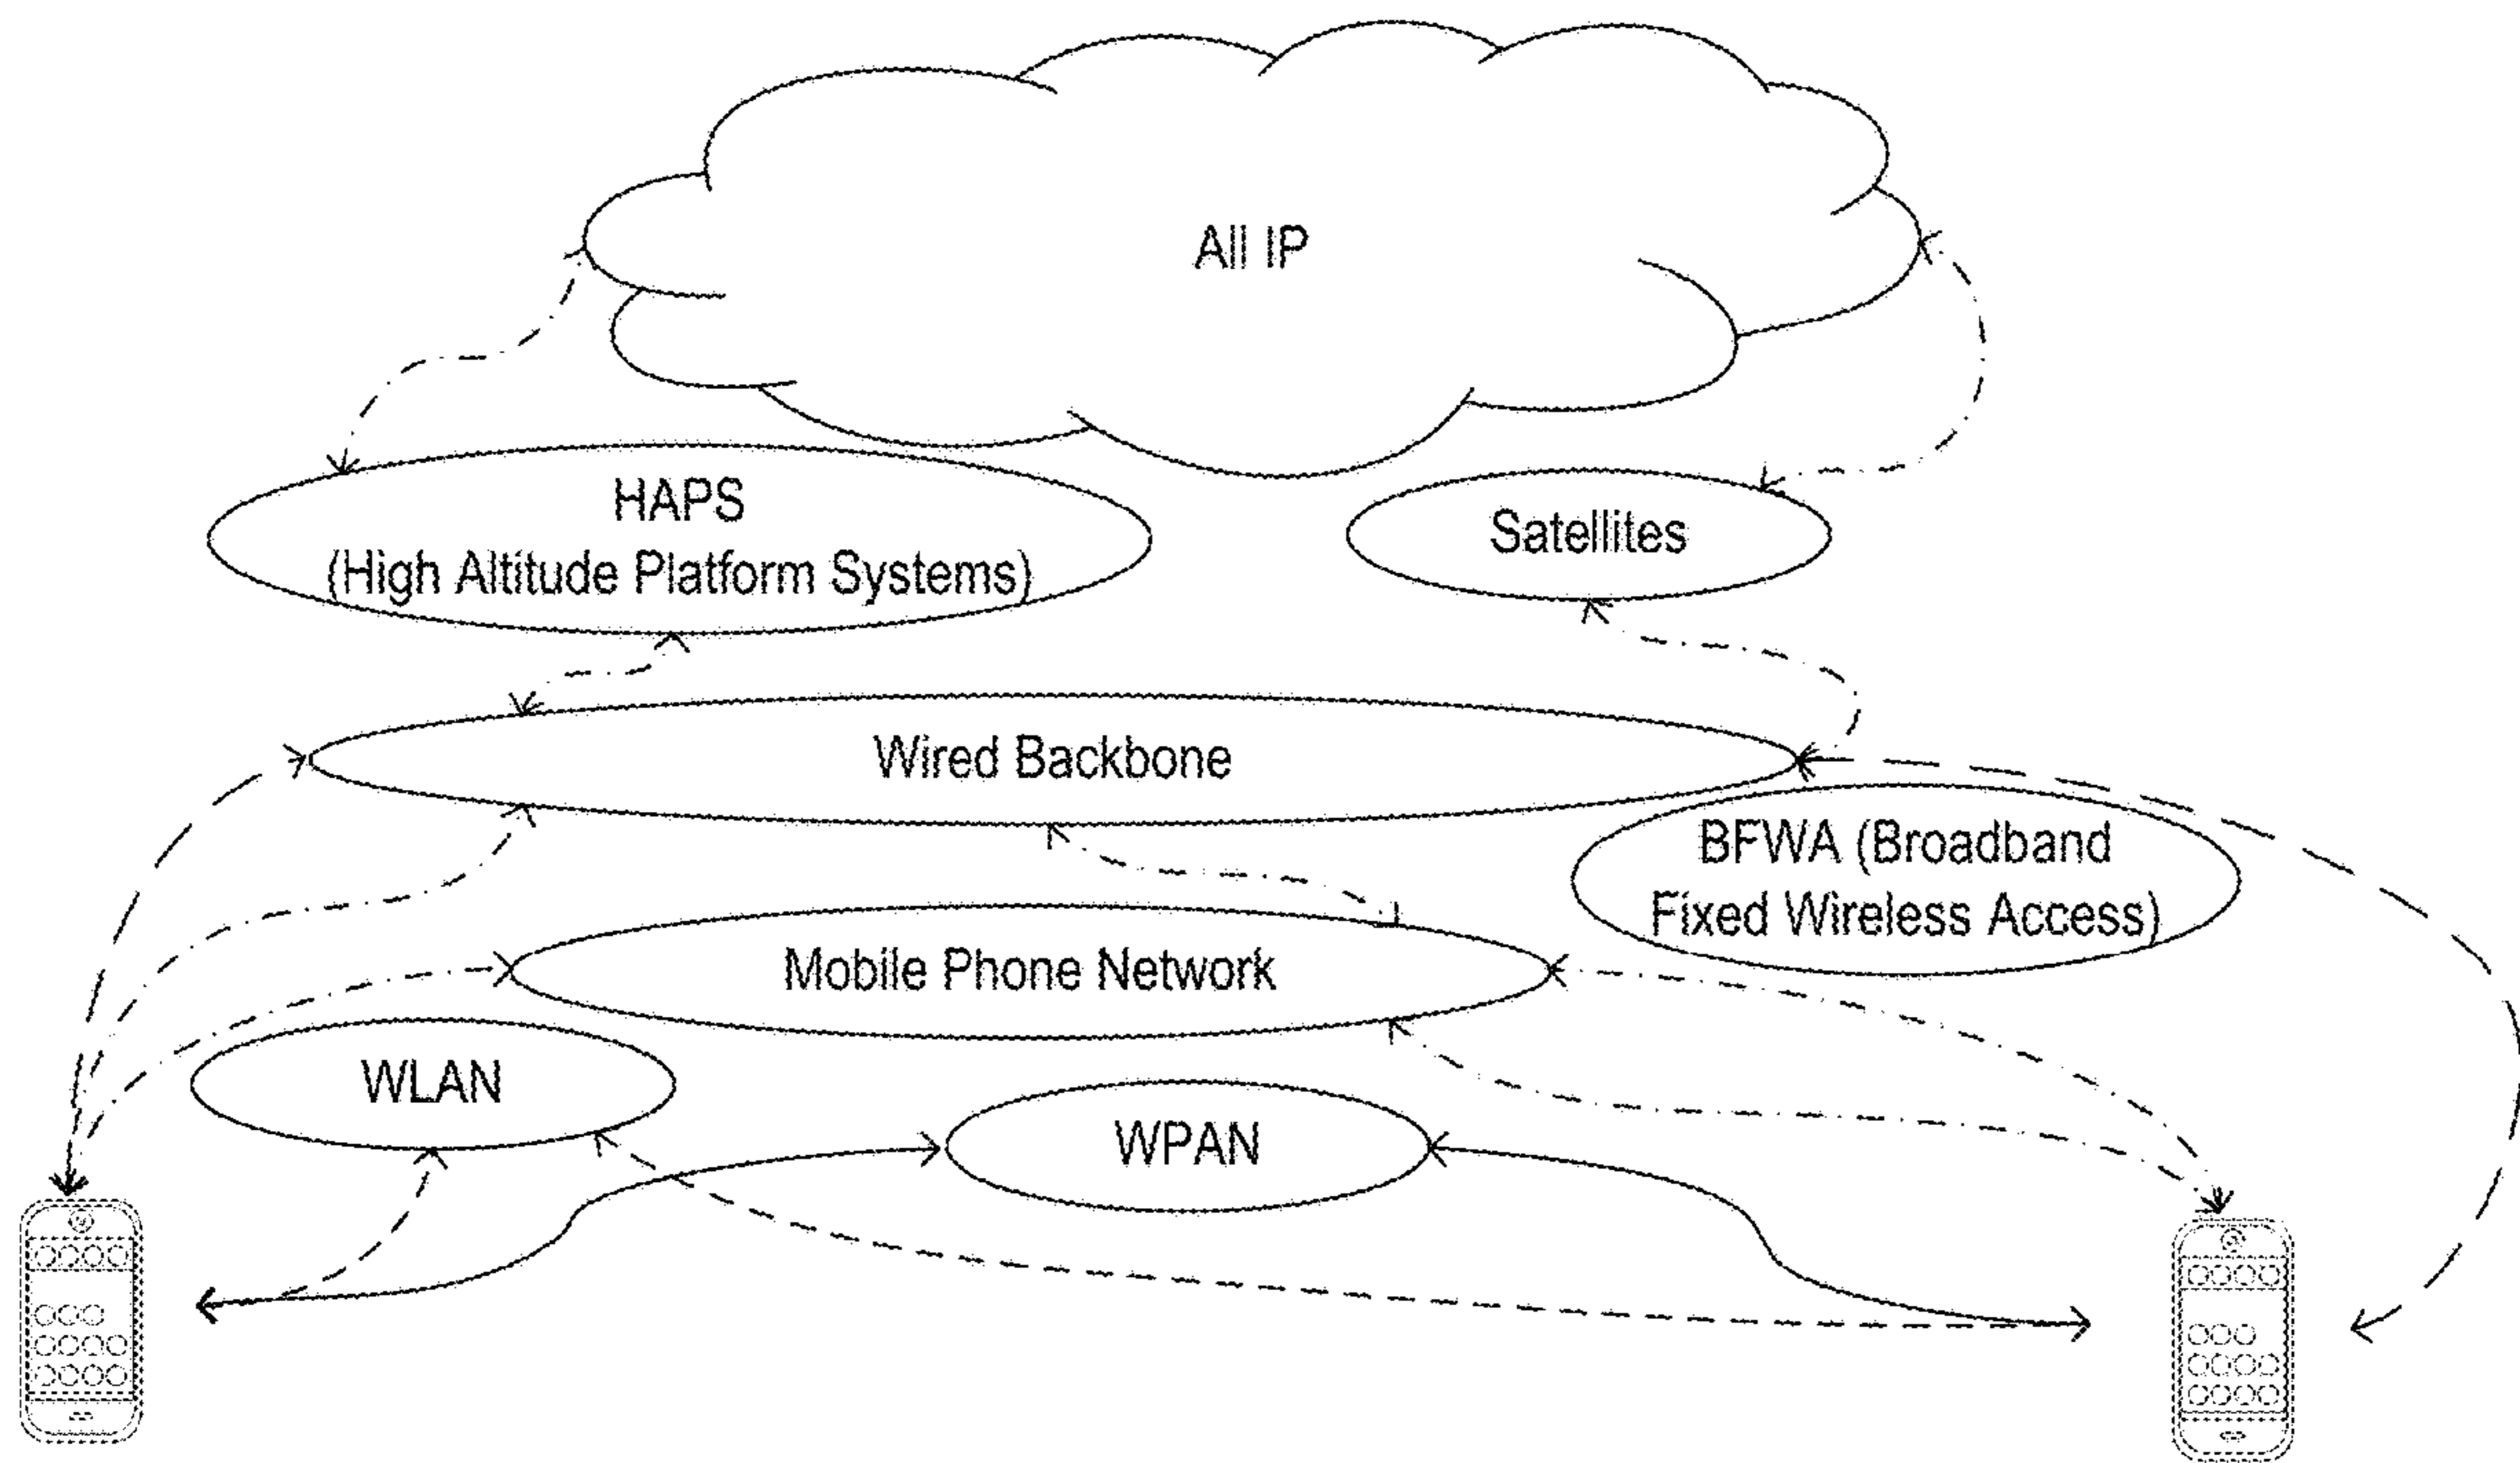 All IP
HAPS
(High Altitude Platform Systems)
Satellites
Wired Backbone
BFWA (Broadband
Fixed Wireless Access)
Mobile Phone Network
WLAN
WPAN